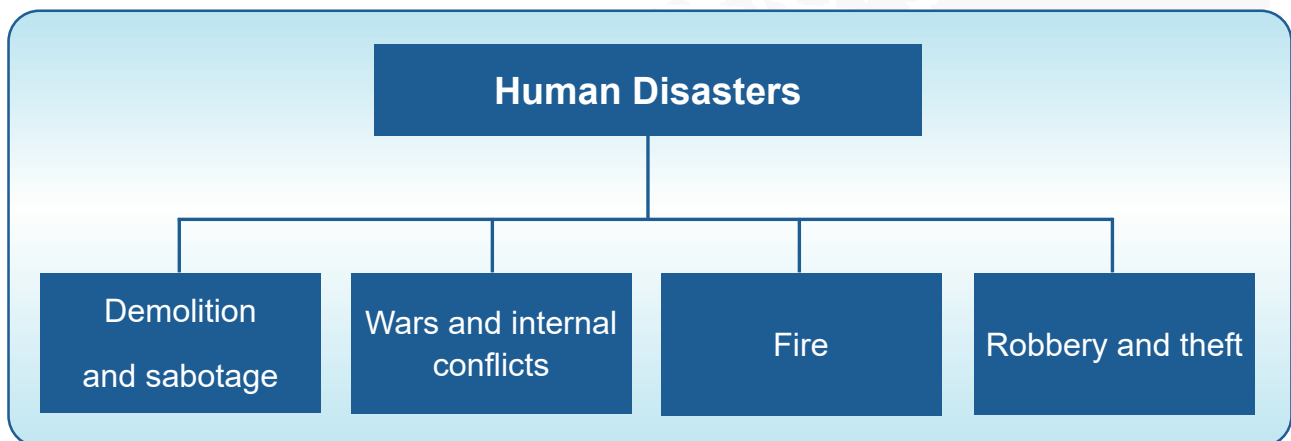 Human Disasters
Demolition
and sabotage
Wars and internal
conflicts
Fire
Robbery and theft